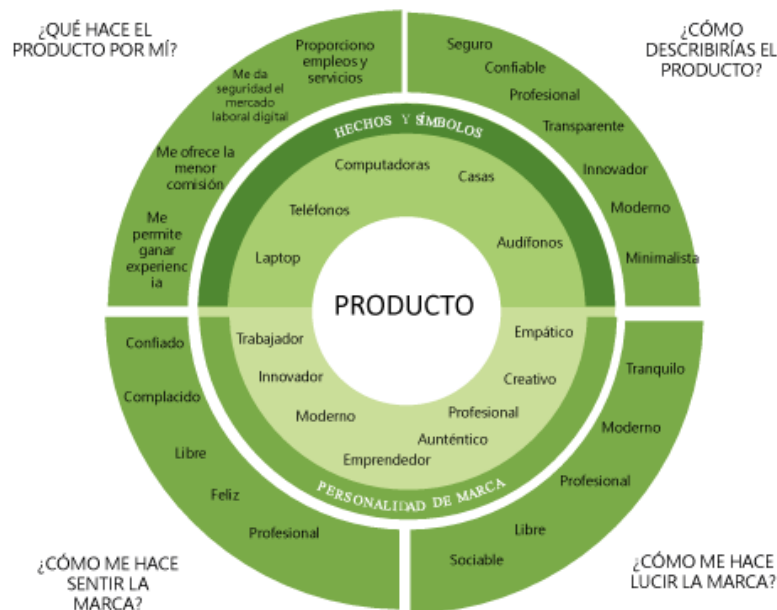 ¿QUÉ HACE EL
PRODUCTO POR MÍ?
Proporciono
empleos y
servicios
Me da
seguridad el
mercado
laboral digital
Me ofrece la
menor
comisión
Me
permite
ganar
experienc
ia
¿CÓMO
DESCRIBIRÍAS EL
PRODUCTO?
Seguro
Confiable
Profesional
Transparente
Innovador
Moderno
Minimalista
HECHOS Y SÍMBOLOS
Computadoras
Casas
Teléfonos
Laptop
Audífonos
PRODUCTO
Trabajador
Innovador
Moderno
Emprendedor
Aunténtico
Profesional
Creativo
Empático
PERSONALIDAD DE MARCA
Confiado
Complacido
Libre
Feliz
Profesional
¿CÓMO ME HACE
SENTIR LA
MARCA?
Tranquilo
Moderno
Profesional
Libre
Sociable
¿CÓMO ME HACE
LUCIR LA MARCA?